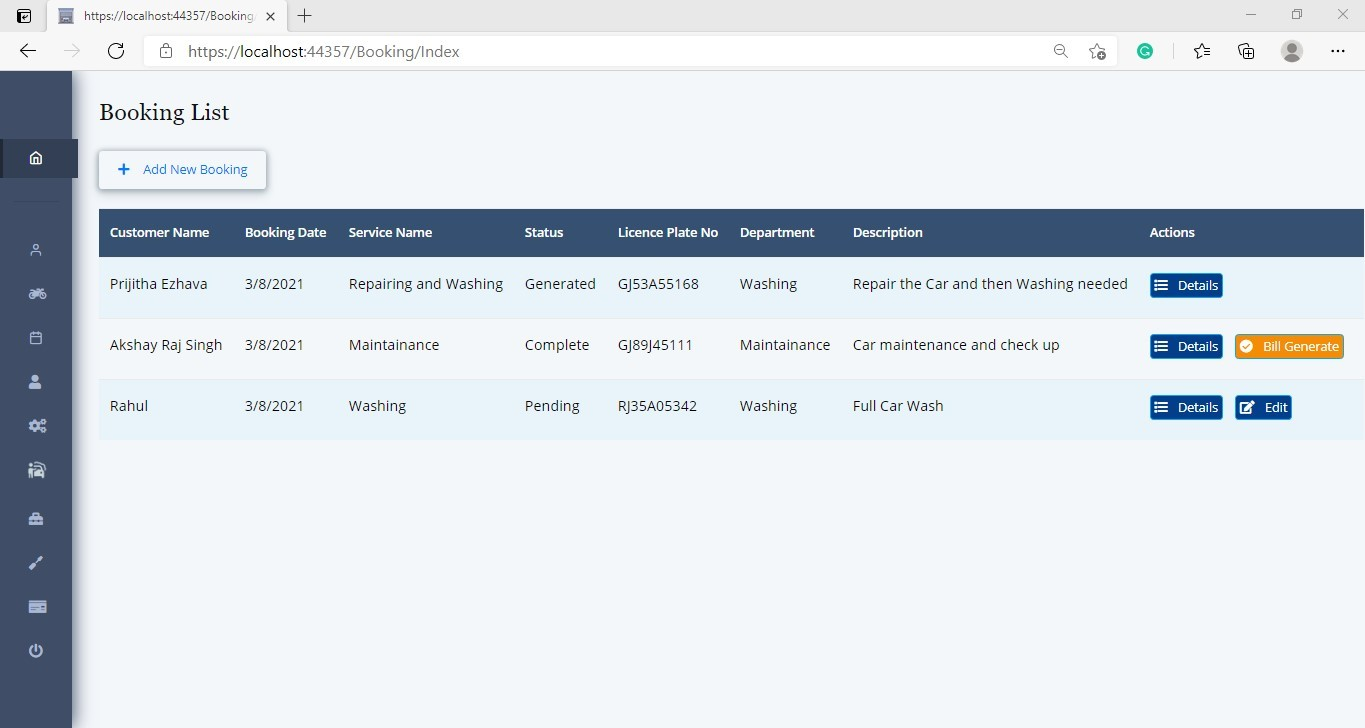 https://localhost:44357/Booking
https://localhost:44357/Booking/Index
Booking List
+ Add New Booking
Customer Name Booking Date Service Name Status Licence Plate No Department Description Actions
Prijitha Ezhava 3/8/2021 Repairing and Washing Generated GJ53A55168 Washing Repair the Car and then Washing needed Details
Akshay Raj Singh 3/8/2021 Maintainance Complete GJ89J45111 Maintainance Car maintenance and check up Details Bill Generate
Rahul 3/8/2021 Washing Pending RJ35A05342 Washing Full Car Wash Details Edit